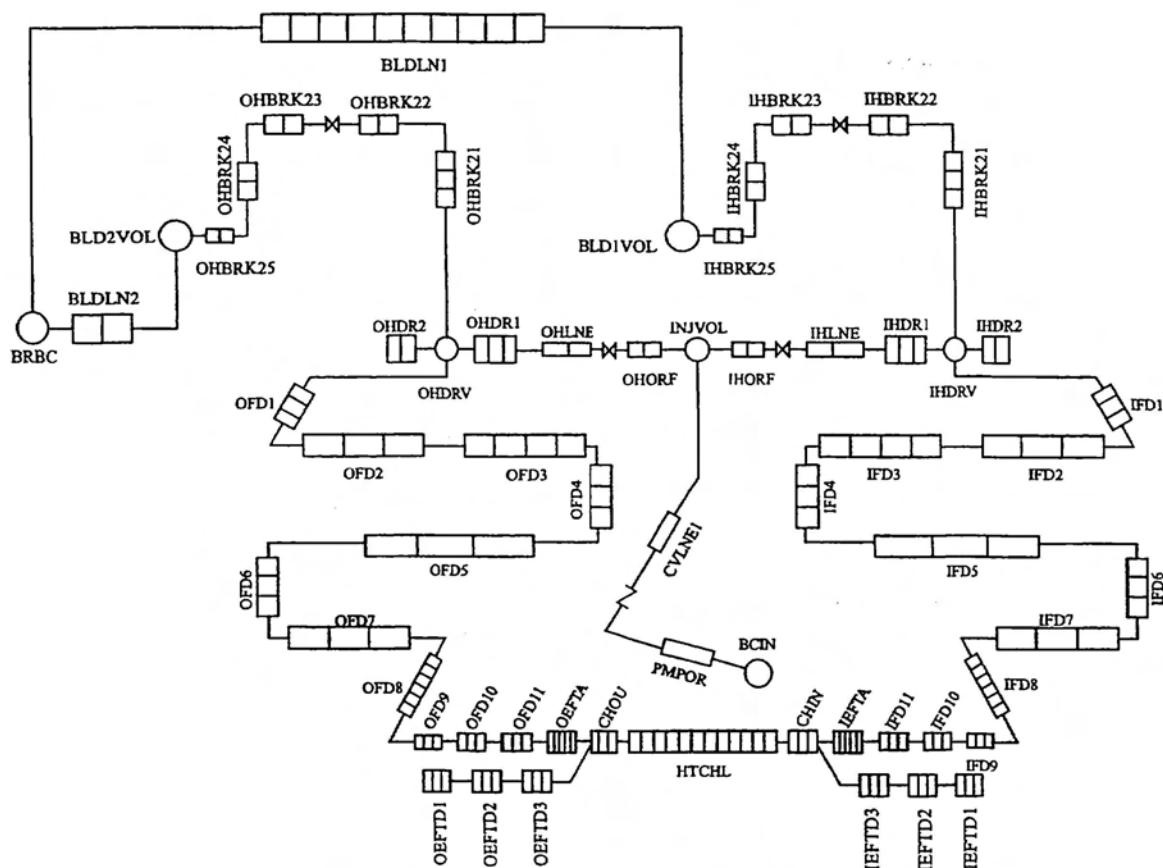 BLDLN1
OHBRK23
OHBRK22
IHBRK23
IHBRK22
OHBRK24
OHBRK21
IHBRK24
IHBRK21
BLD2VOL
OHBRK25
BLD1VOL
IHBRK25
BLDLN2
BRBC
OHDR2
OHDR1
OHLNE
INJVOL
IHLNE
IHDR1
IHDR2
OHDRV
OHORF
IHORF
IHDRV
OFD1
IFD1
OFD2
OFD3
IFD3
IFD2
OFD4
IFD4
OFD5
CVLNE1
IFD5
OFD6
IFD6
OFD7
IFD7
BCIN
PMPOR
OFD8
IFD8
OFD9
OFD10
OFD11
OEFTA
CHOU
CHIN
IEFTA
IFD11
IFD10
HTCHL
IFD9
OEFTD1
OEFTD2
OEFTD3
IEFTD3
IEFTD2
IEFTD1